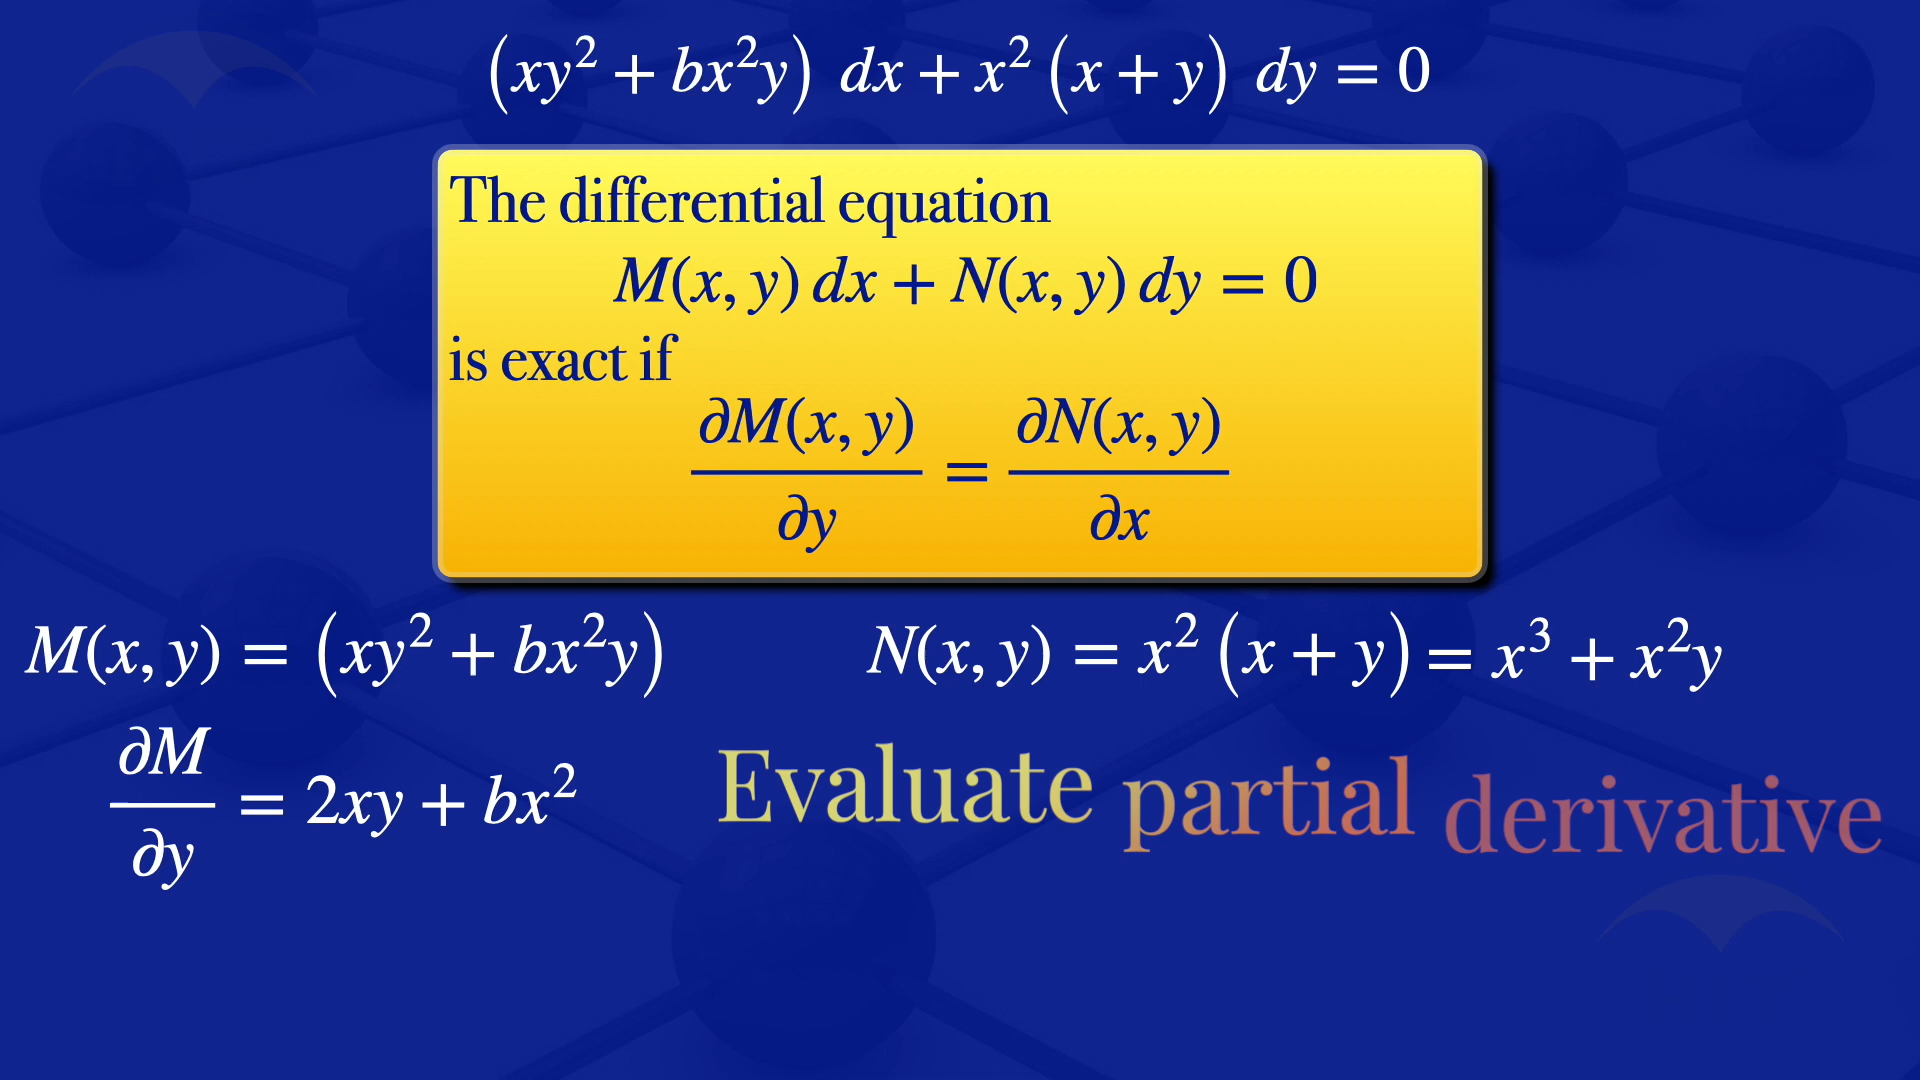 (xy² + bx²y) dx + x² (x + y) dy = 0
The differential equation
M(x, y) dx + N(x, y) dy = 0
is exact if
∂M(x, y)/∂y = ∂N(x, y)/∂x
M(x, y) = (xy² + bx²y)
N(x, y) = x² (x + y) = x³ + x²y
∂M/∂y = 2xy + bx²
Evaluate partial derivative